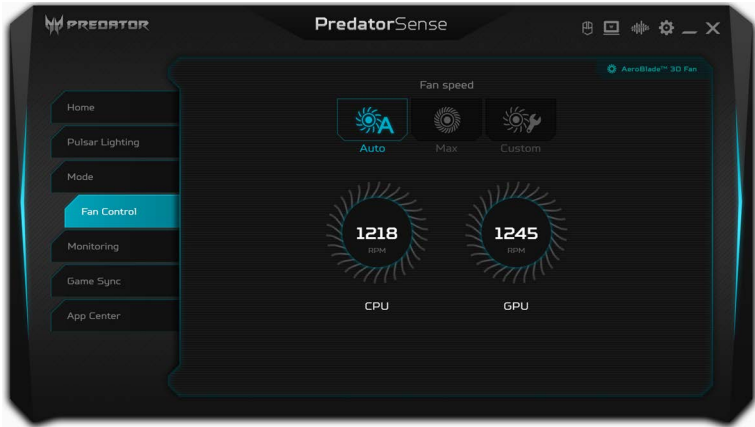 PREDATOR
PredatorSense
AeroBlade™ 3D Fan
Home
Pulsar Lighting
Mode
Fan Control
Monitoring
Game Sync
App Center
Fan speed
A
Auto
Max
Custom
1218
RPM
1245
RPM
CPU
GPU